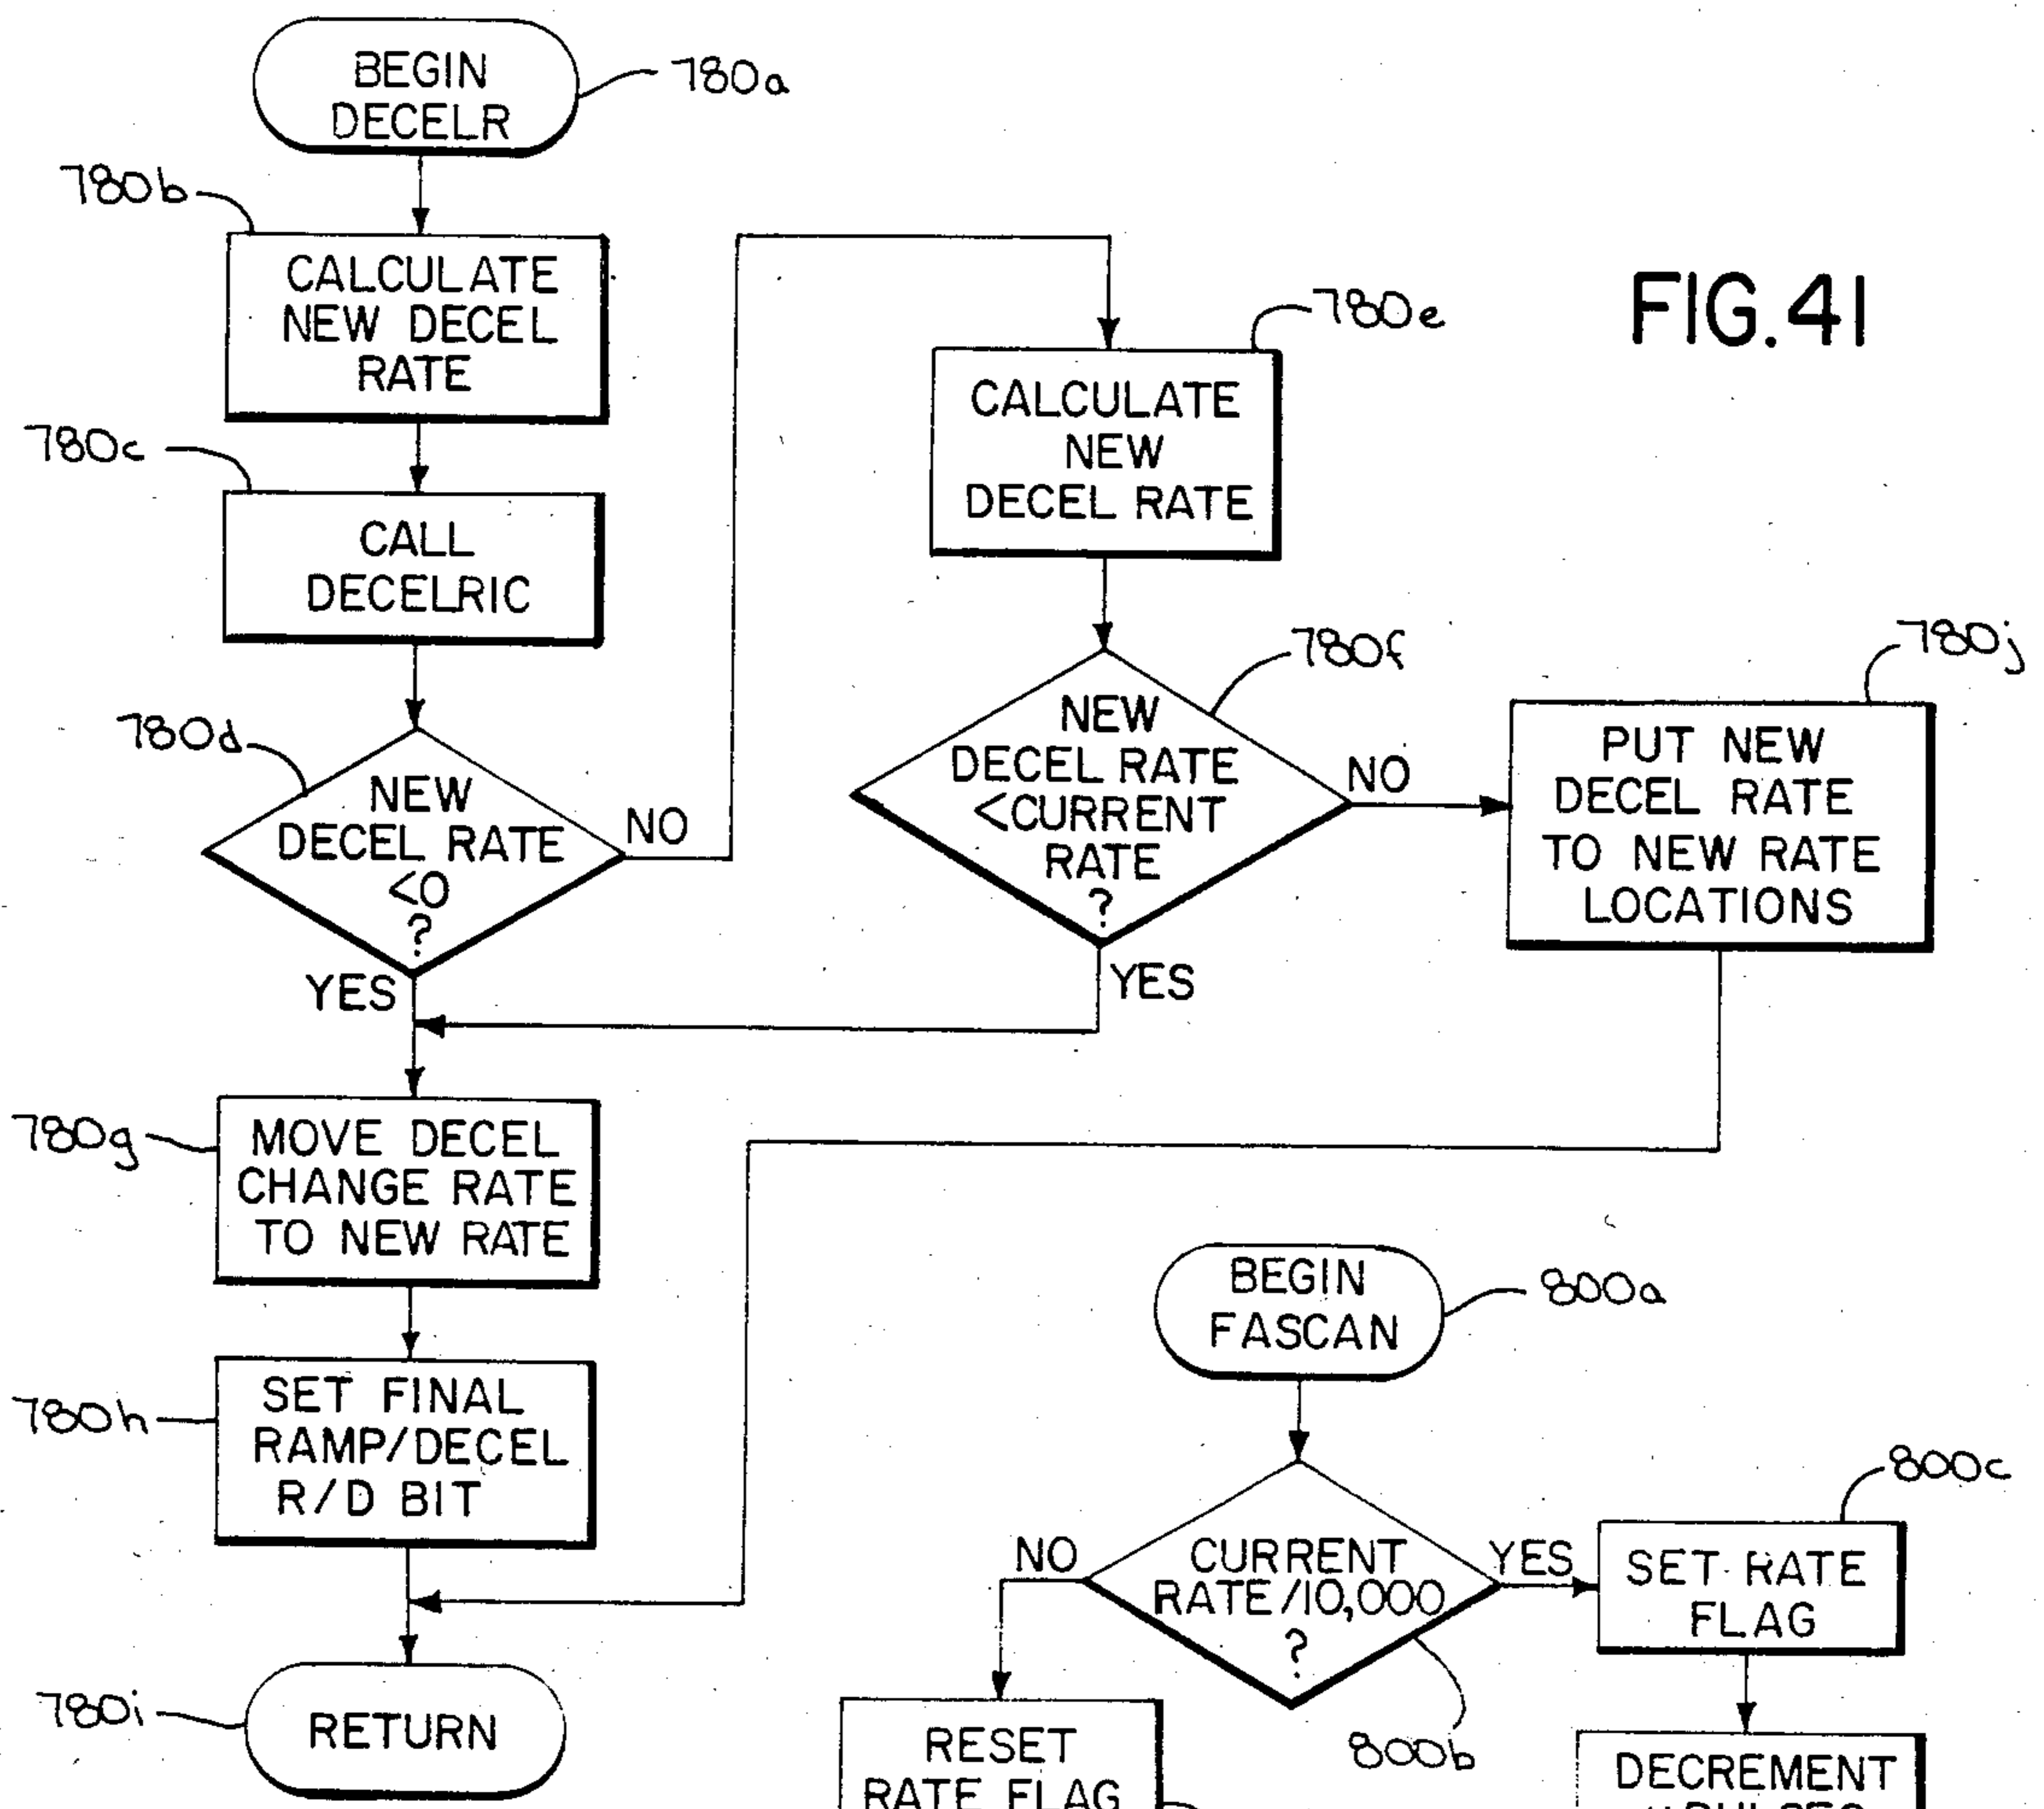 BEGIN
DECELR
780a
780b
CALCULATE
NEW DECEL
RATE
780c
CALL
DECELRIC
780d
NEW
DECEL RATE
<0
?
NO
YES
FIG.41
780e
CALCULATE
NEW
DECEL RATE
780f
NEW
DECEL RATE
<CURRENT
RATE
?
NO
YES
780j
PUT NEW
DECEL RATE
TO NEW RATE
LOCATIONS
780g
MOVE DECEL
CHANGE RATE
TO NEW RATE
780h
SET FINAL
RAMP/DECEL
R/D BIT
780i
RETURN
BEGIN
FASCAN
800a
CURRENT
RATE/10,000
?
800b
NO
YES
800c
SET RATE
FLAG
RESET
RATE FLAG
DECREMENT